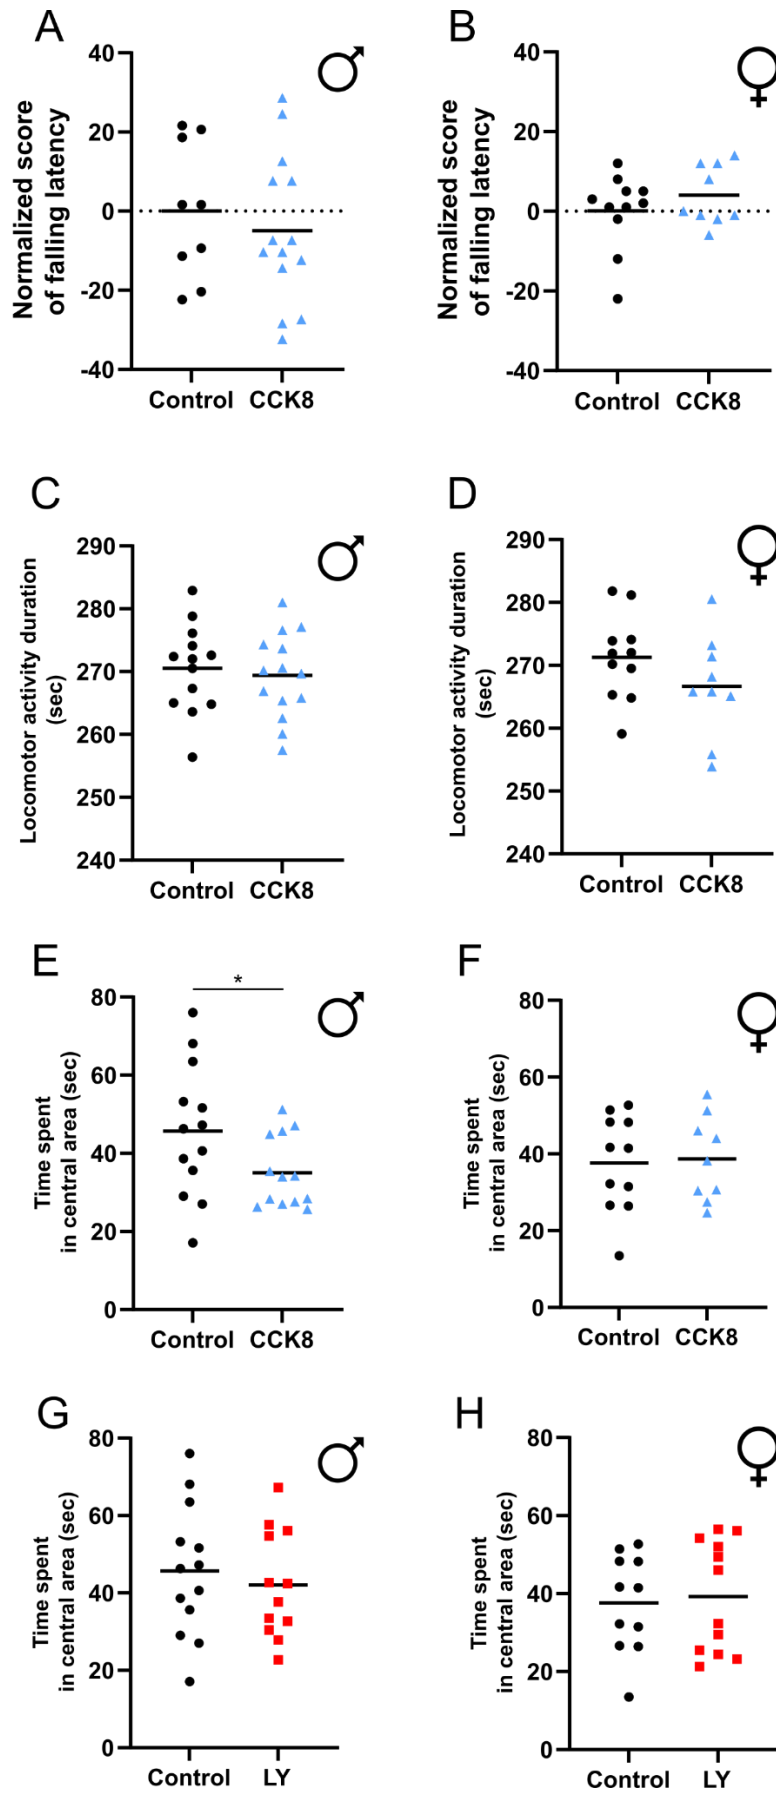 A
Normalized score
of falling latency
40
20
0
-20
-40
Control CCK8
B
Normalized score
of falling latency
40
20
0
-20
-40
Control CCK8
C
Locomotor activity duration
(sec)
290
280
270
260
250
240
Control CCK8
D
Locomotor activity duration
(sec)
290
280
270
260
250
240
Control CCK8
E
Time spent
in central area (sec)
80
60
40
20
0
*
Control CCK8
F
Time spent
in central area (sec)
80
60
40
20
0
Control CCK8
G
Time spent
in central area (sec)
80
60
40
20
0
Control LY
H
Time spent
in central area (sec)
80
60
40
20
0
Control LY